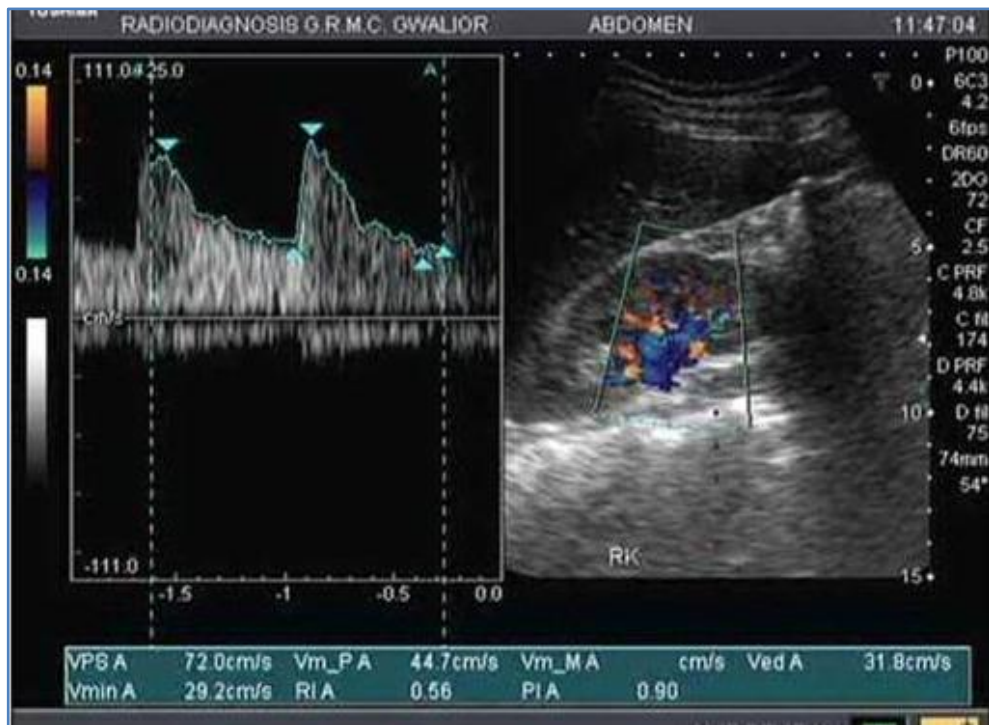 RADIODIAGNOSIS G.R.M.C. GWALIOR ABDOMEN 11:47:04
P100
0.14 111.0 25.0 A 0
6C3
4.2
6fps
DR60
2DG
72
CF
2.5
5
0.14
C PRF
4.8k
C fil
174
cm/s
D PRF
4.4k
10
D fil
75
74mm
54°
RK
-111.0
15
-1.5 -1 -0.5 0.0
VPS A 72.0cm/s Vm_P A 44.7cm/s Vm_M A cm/s Ved A 31.8cm/s
Vmin A 29.2cm/s RI A 0.56 PI A 0.90